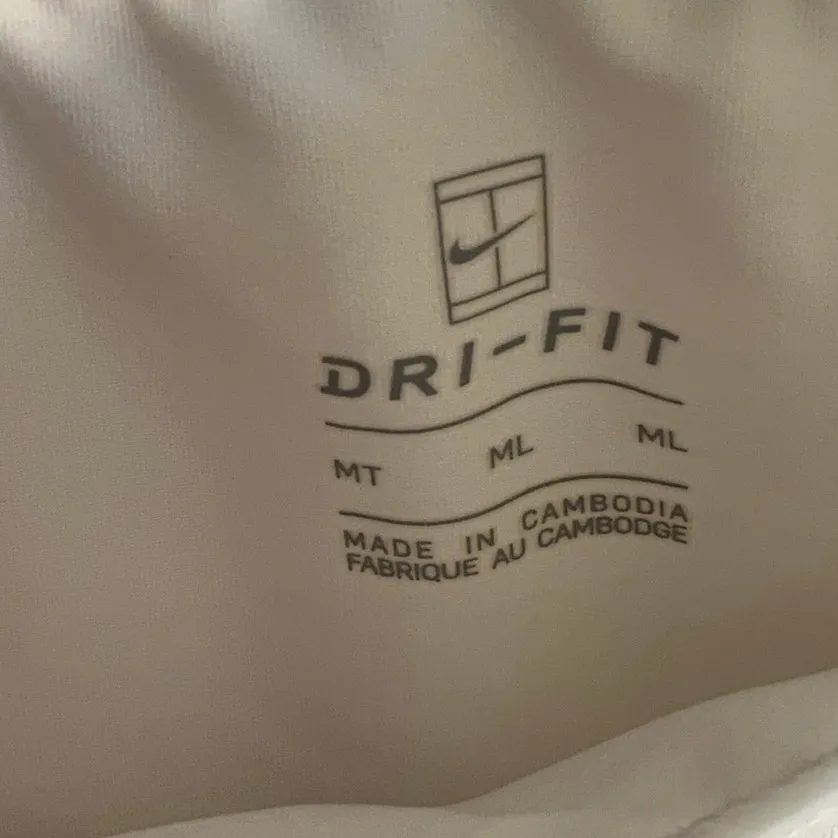 DRI-FIT
MT ML ML
MADE IN CAMBODIA
FABRIQUE AU CAMBODGE